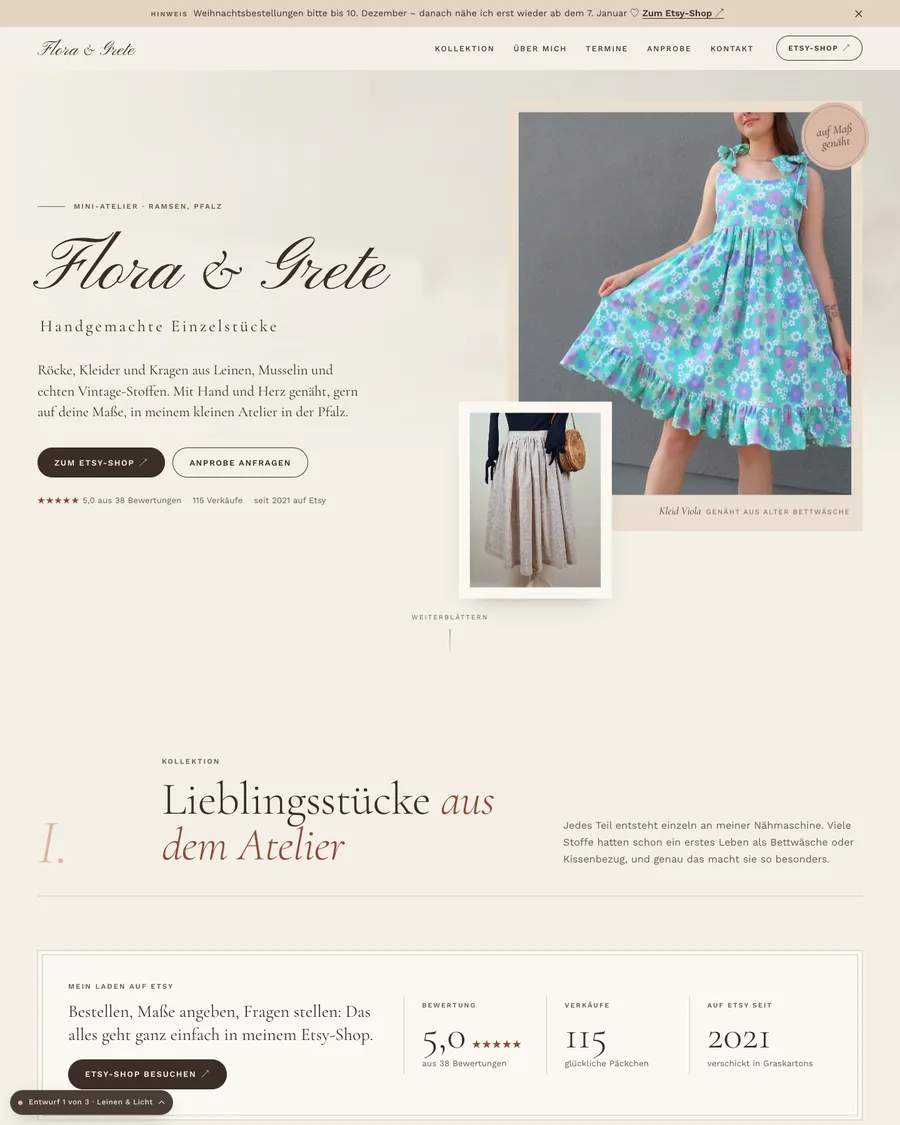 HINWEIS Weihnachtsbestellungen bitte bis 10. Dezember – danach nähe ich erst wieder ab dem 7. Januar ♡ Zum Etsy-Shop ↗ ×
Flora & Grete KOLLEKTION ÜBER MICH TERMINE ANPROBE KONTAKT ETSY-SHOP ↗
auf Maß
genäht
MINI-ATELIER · RAMSEN, PFALZ
Flora & Grete
Handgemachte Einzelstücke
Röcke, Kleider und Kragen aus Leinen, Musselin und
echten Vintage-Stoffen. Mit Hand und Herz genäht, gern
auf deine Maße, in meinem kleinen Atelier in der Pfalz.
ZUM ETSY-SHOP ↗ ANPROBE ANFRAGEN
★★★★★ 5,0 aus 38 Bewertungen 115 Verkäufe seit 2021 auf Etsy
Kleid Viola GENÄHT AUS ALTER BETTWÄSCHE
WEITERBLÄTTERN
KOLLEKTION
I.
Lieblingsstücke aus
dem Atelier
Jedes Teil entsteht einzeln an meiner Nähmaschine. Viele
Stoffe hatten schon ein erstes Leben als Bettwäsche oder
Kissenbezug, und genau das macht sie so besonders.
MEIN LADEN AUF ETSY
Bestellen, Maße angeben, Fragen stellen: Das
alles geht ganz einfach in meinem Etsy-Shop.
ETSY-SHOP BESUCHEN ↗
BEWERTUNG
5,0 ★★★★★
aus 38 Bewertungen
VERKÄUFE
115
glückliche Päckchen
AUF ETSY SEIT
2021
verschickt in Graskartons
Entwurf 1 von 3 · Leinen & Licht